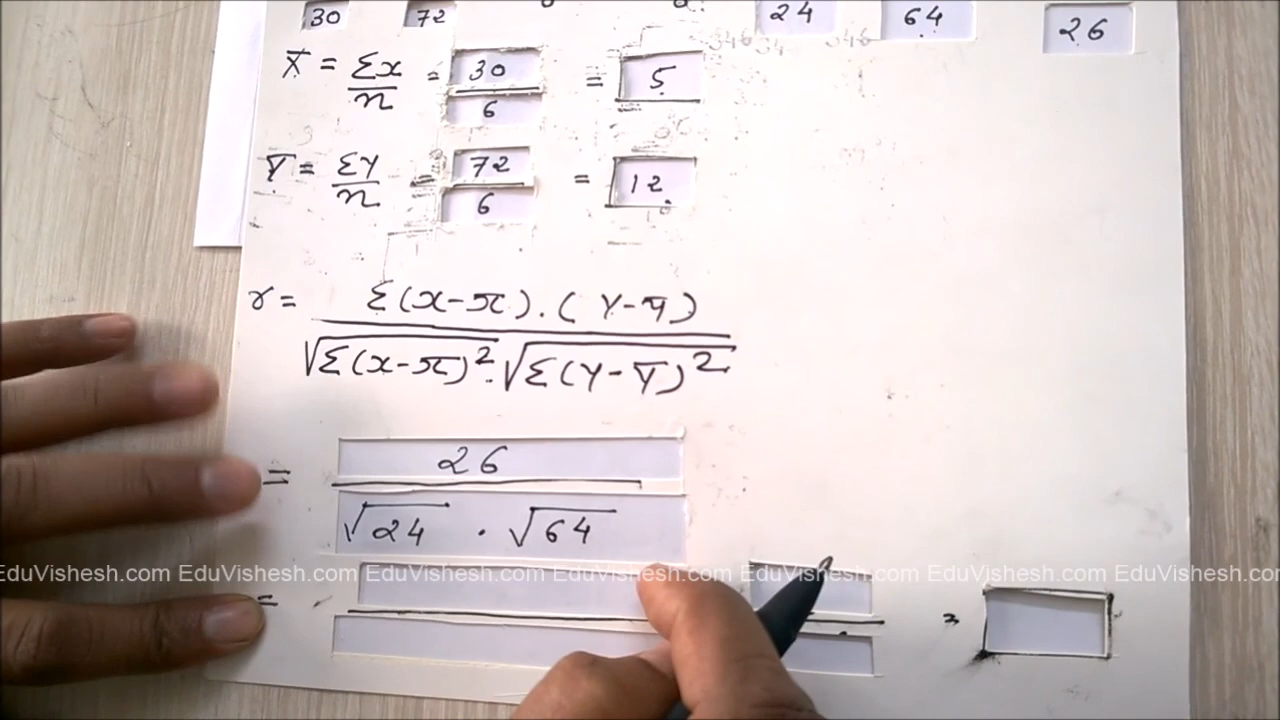 30 72 24 64 26
X̄ = Σx/n = 30/6 = 5
Ȳ = ΣY/n = 72/6 = 12
r = Σ(x-x̄).(Y-ȳ)
√Σ(x-x̄)².√Σ(Y-Ȳ)²
= 26
√24 . √64
EduVishesh.com EduVishesh.com EduVishesh.com EduVishesh.com EduVishesh.com EduVishesh.com EduVishesh.com
= =